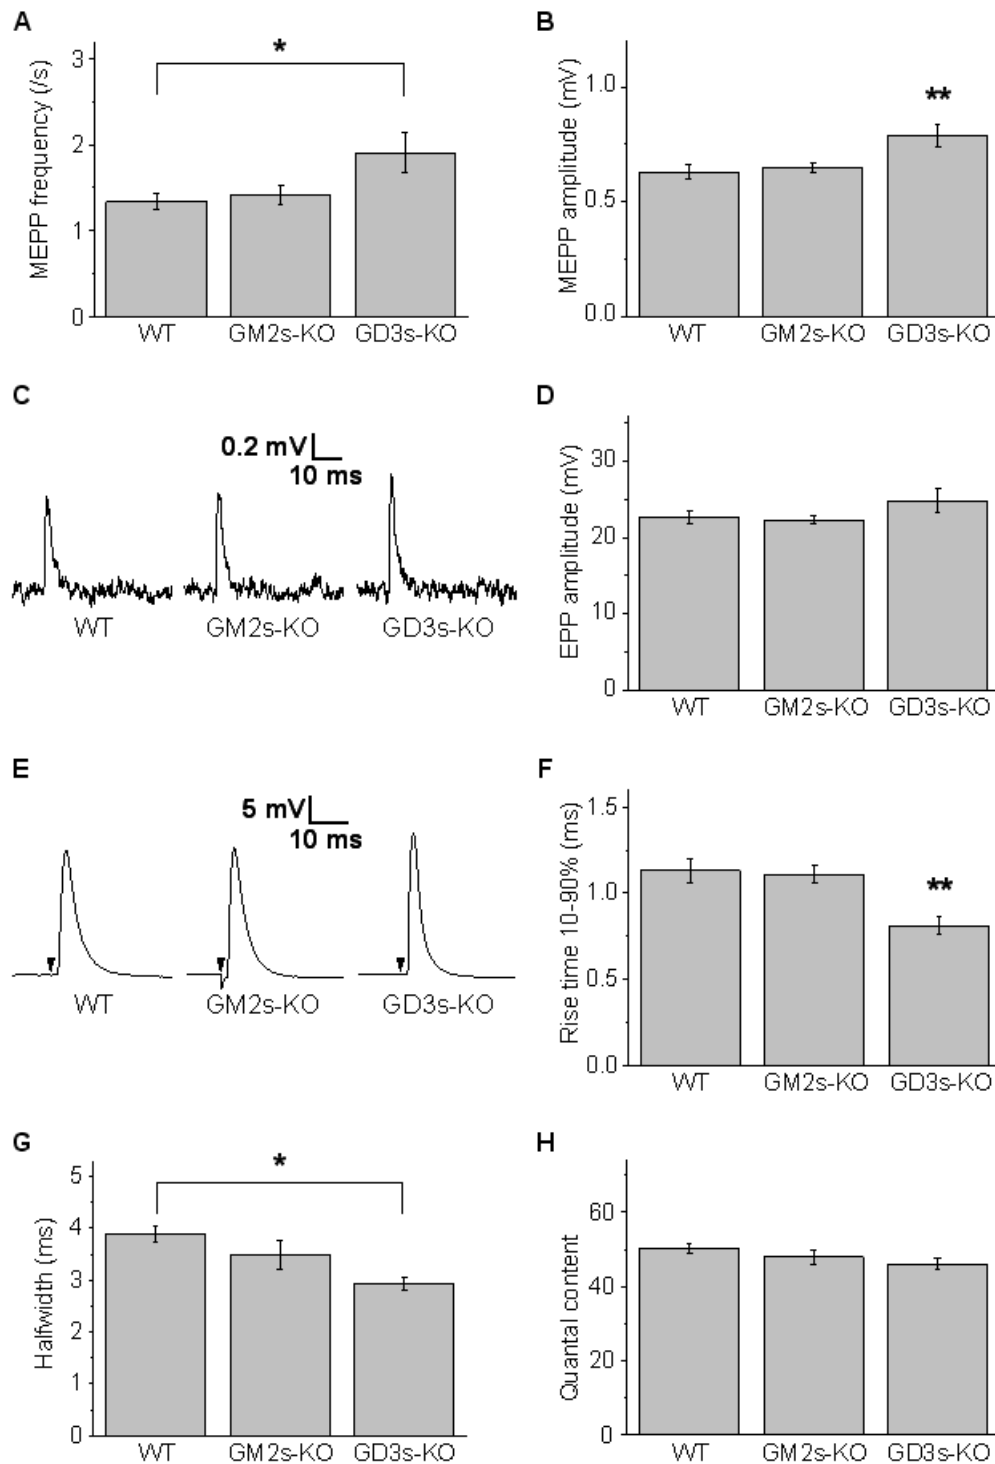 A
MEPP frequency (/s)
3
2
1
0
*
WT GM2s-KO GD3s-KO
B
MEPP amplitude (mV)
1.0
0.5
0.0
**
WT GM2s-KO GD3s-KO
C
0.2 mV
10 ms
WT GM2s-KO GD3s-KO
D
EPP amplitude (mV)
30
20
10
0
WT GM2s-KO GD3s-KO
E
5 mV
10 ms
WT GM2s-KO GD3s-KO
F
Rise time 10-90% (ms)
1.5
1.0
0.5
0.0
**
WT GM2s-KO GD3s-KO
G
Halfwidth (ms)
5
4
3
2
1
0
*
WT GM2s-KO GD3s-KO
H
Quantal content
60
40
20
0
WT GM2s-KO GD3s-KO